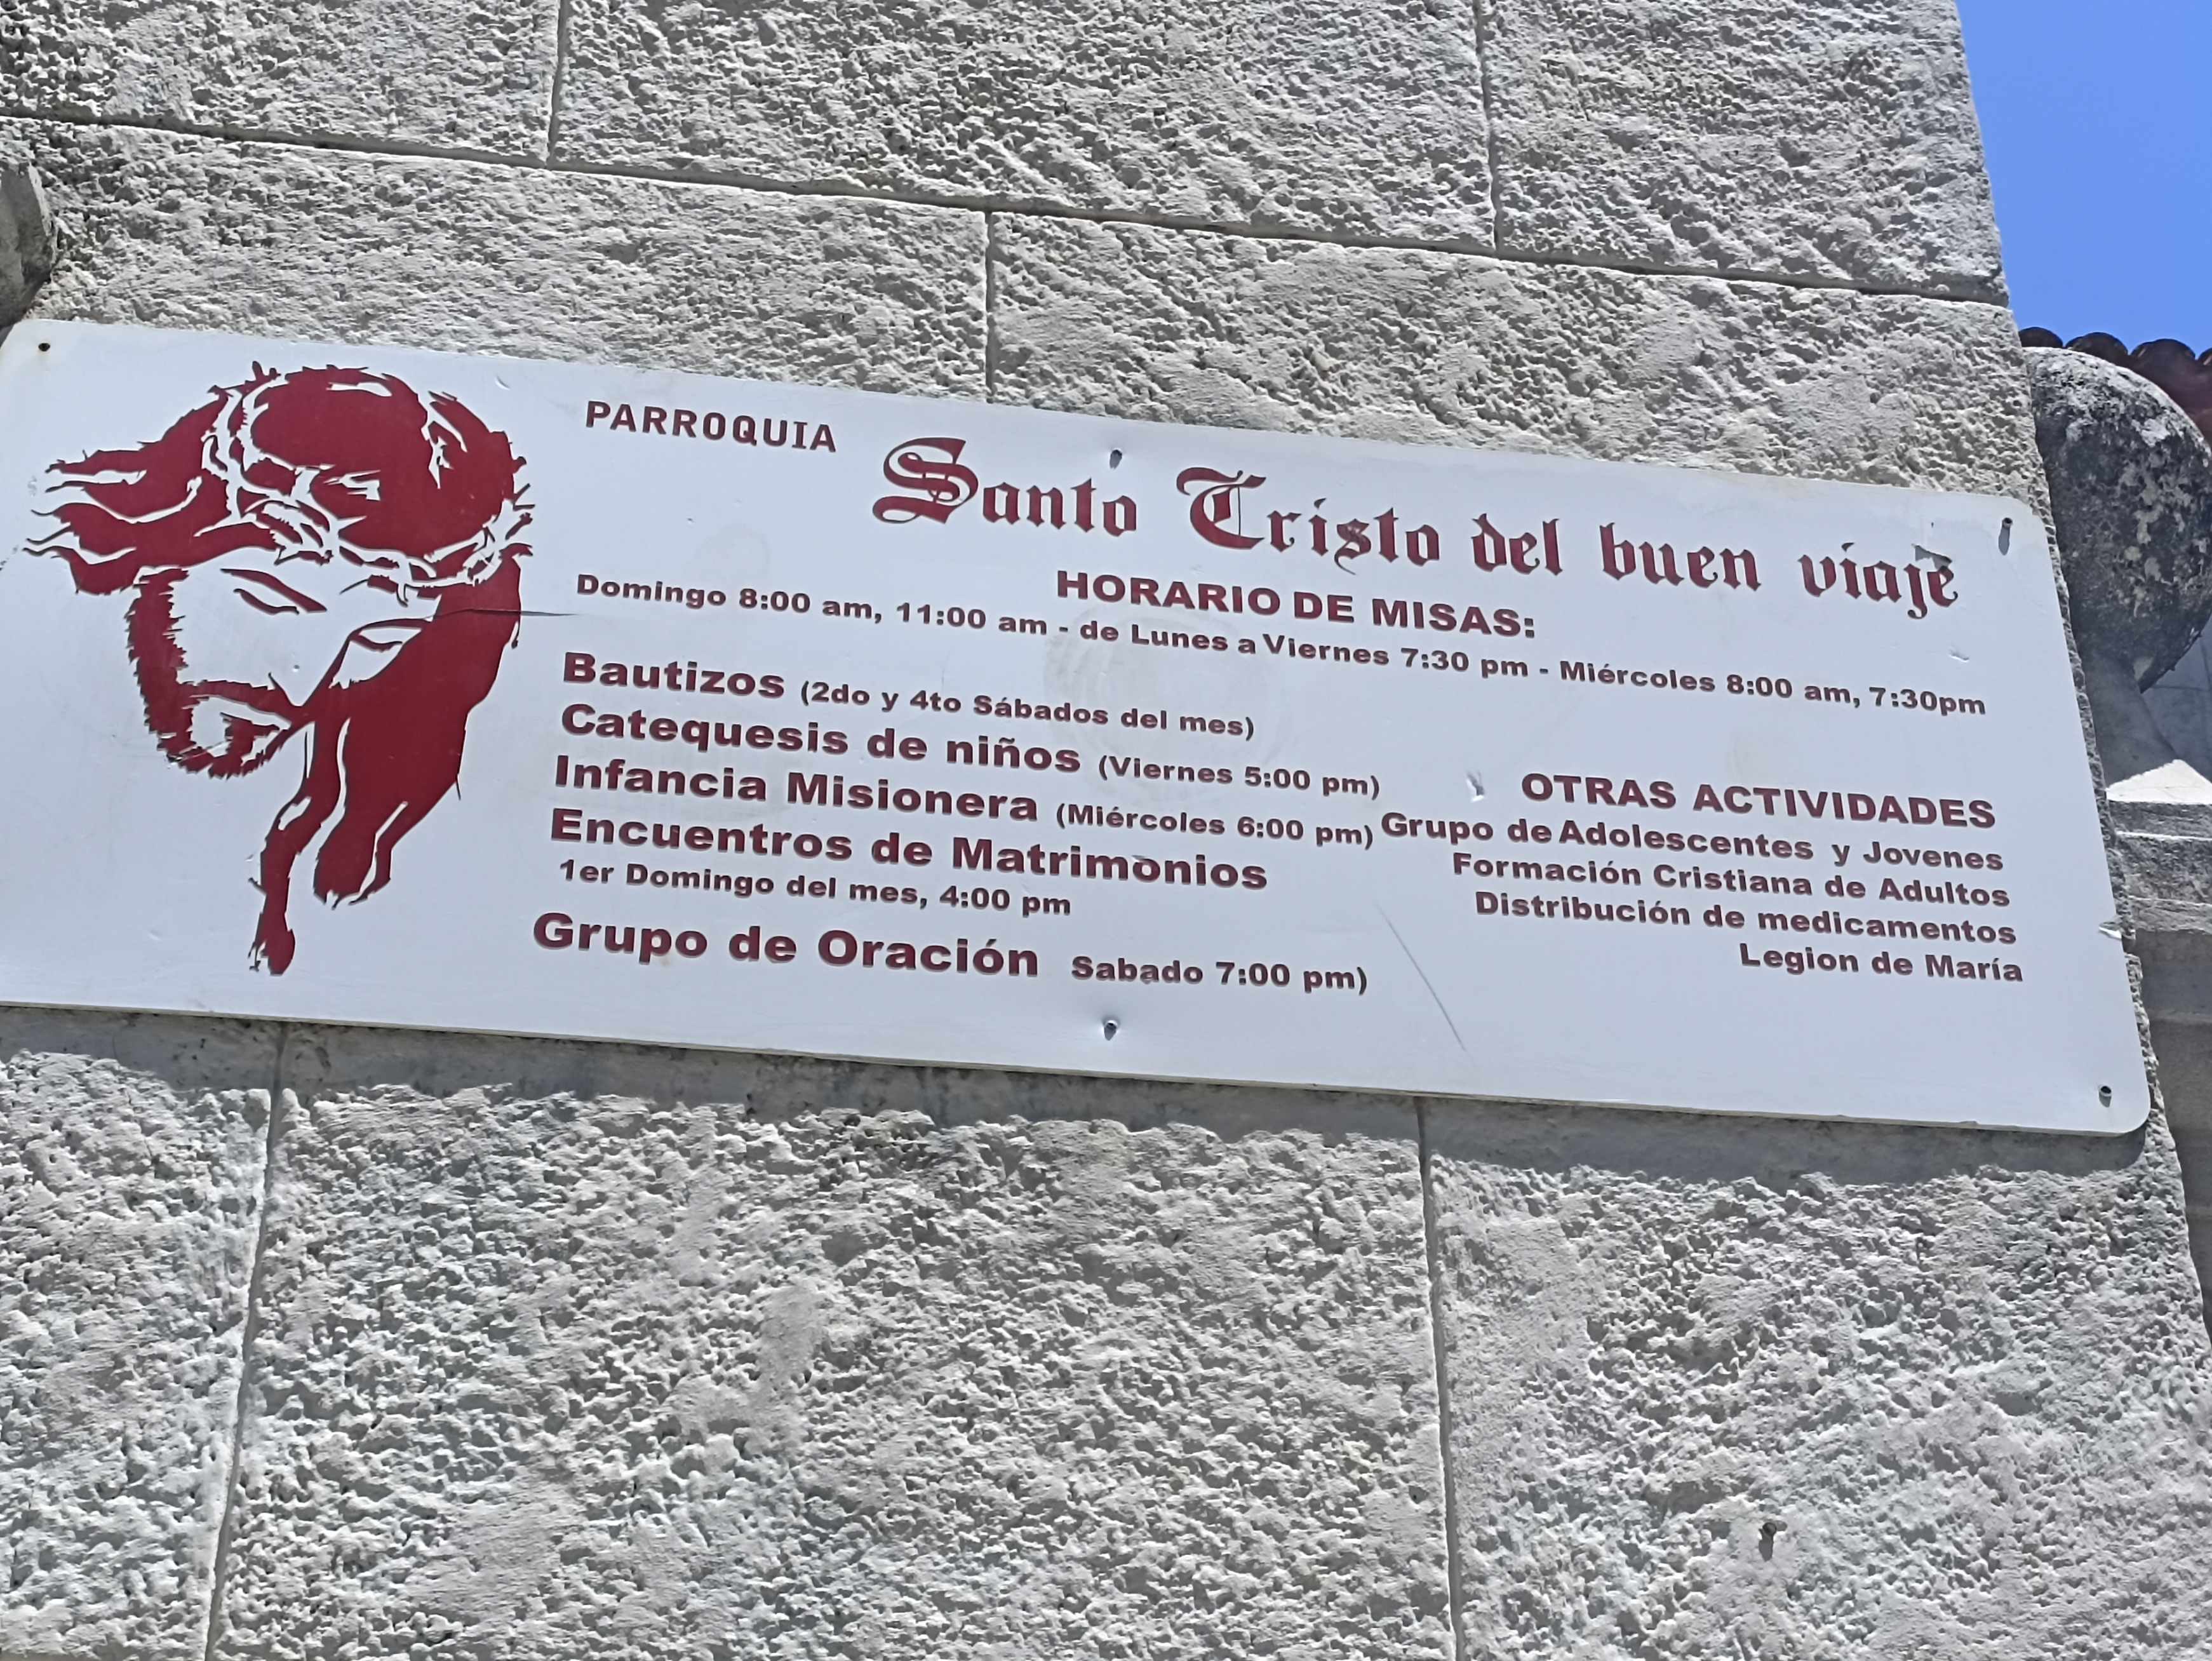 PARROQUIA
Santo Cristo del buen viaje
HORARIO DE MISAS:
Domingo 8:00 am, 11:00 am - de Lunes a Viernes 7:30 pm - Miércoles 8:00 am, 7:30pm
Bautizos (2do y 4to Sábados del mes)
Catequesis de niños (Viernes 5:00 pm)
Infancia Misionera (Miércoles 6:00 pm)
Encuentros de Matrimonios
1er Domingo del mes, 4:00 pm
Grupo de Oración Sabado 7:00 pm)
OTRAS ACTIVIDADES
Grupo de Adolescentes y Jovenes
Formación Cristiana de Adultos
Distribución de medicamentos
Legion de María